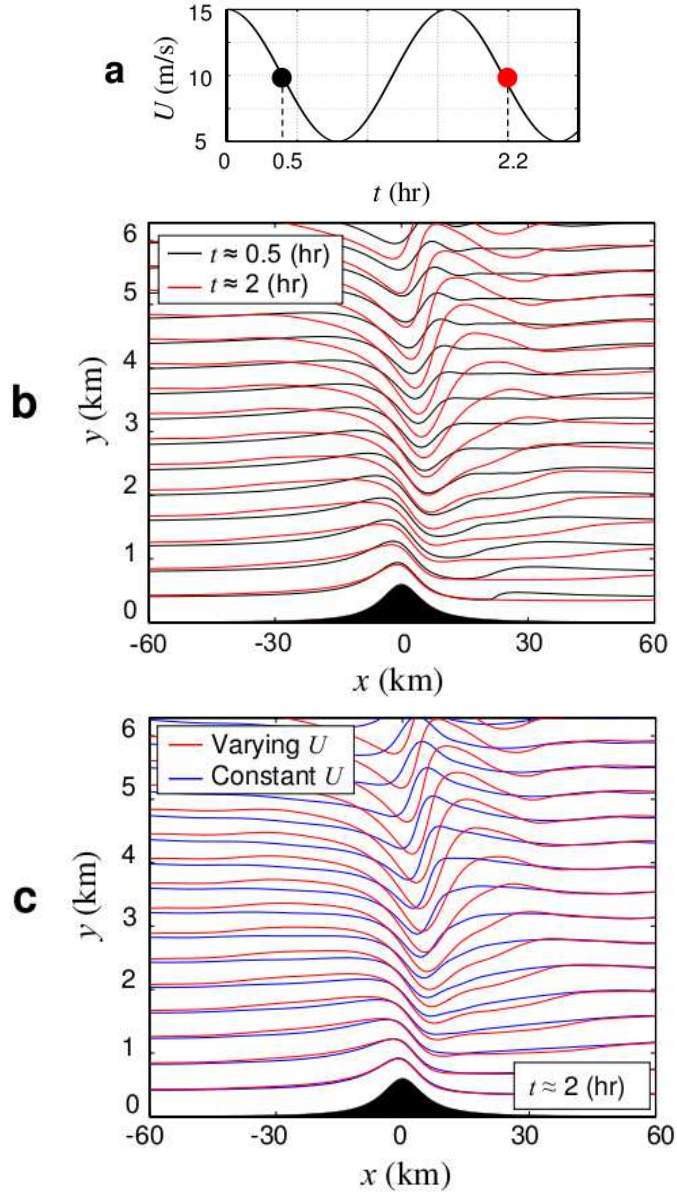 a
U (m/s)
15
10
5
0
0.5
2.2
t (hr)
b
y (km)
6
5
4
3
2
1
0
t ≈ 0.5 (hr)
t ≈ 2 (hr)
-60
-30
0
30
60
x (km)
c
y (km)
6
5
4
3
2
1
0
Varying U
Constant U
t ≈ 2 (hr)
-60
-30
0
30
60
x (km)